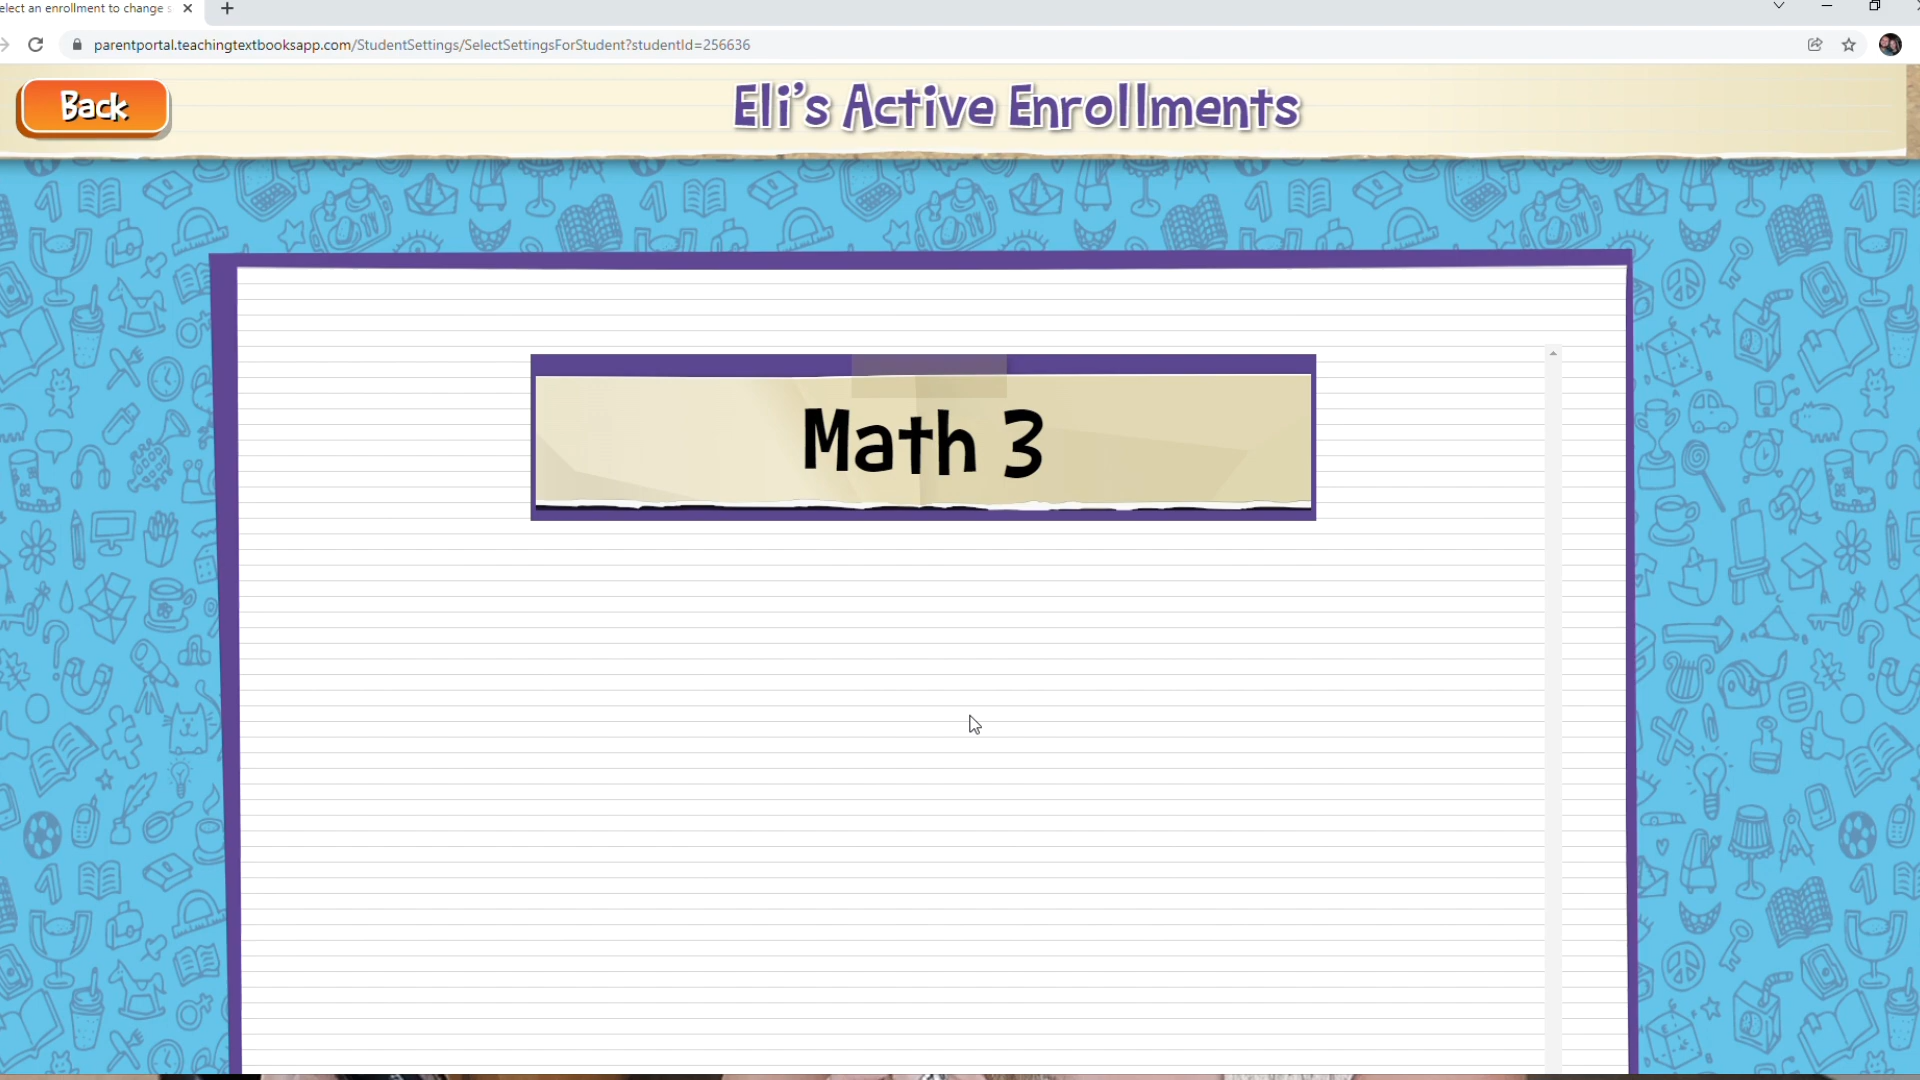 elect an enrollment to change
parentportal.teachingtextbooksapp.com/StudentSettings/SelectSettingsForStudent?studentId=256636
Back
Eli's Active Enrollments
Math 3